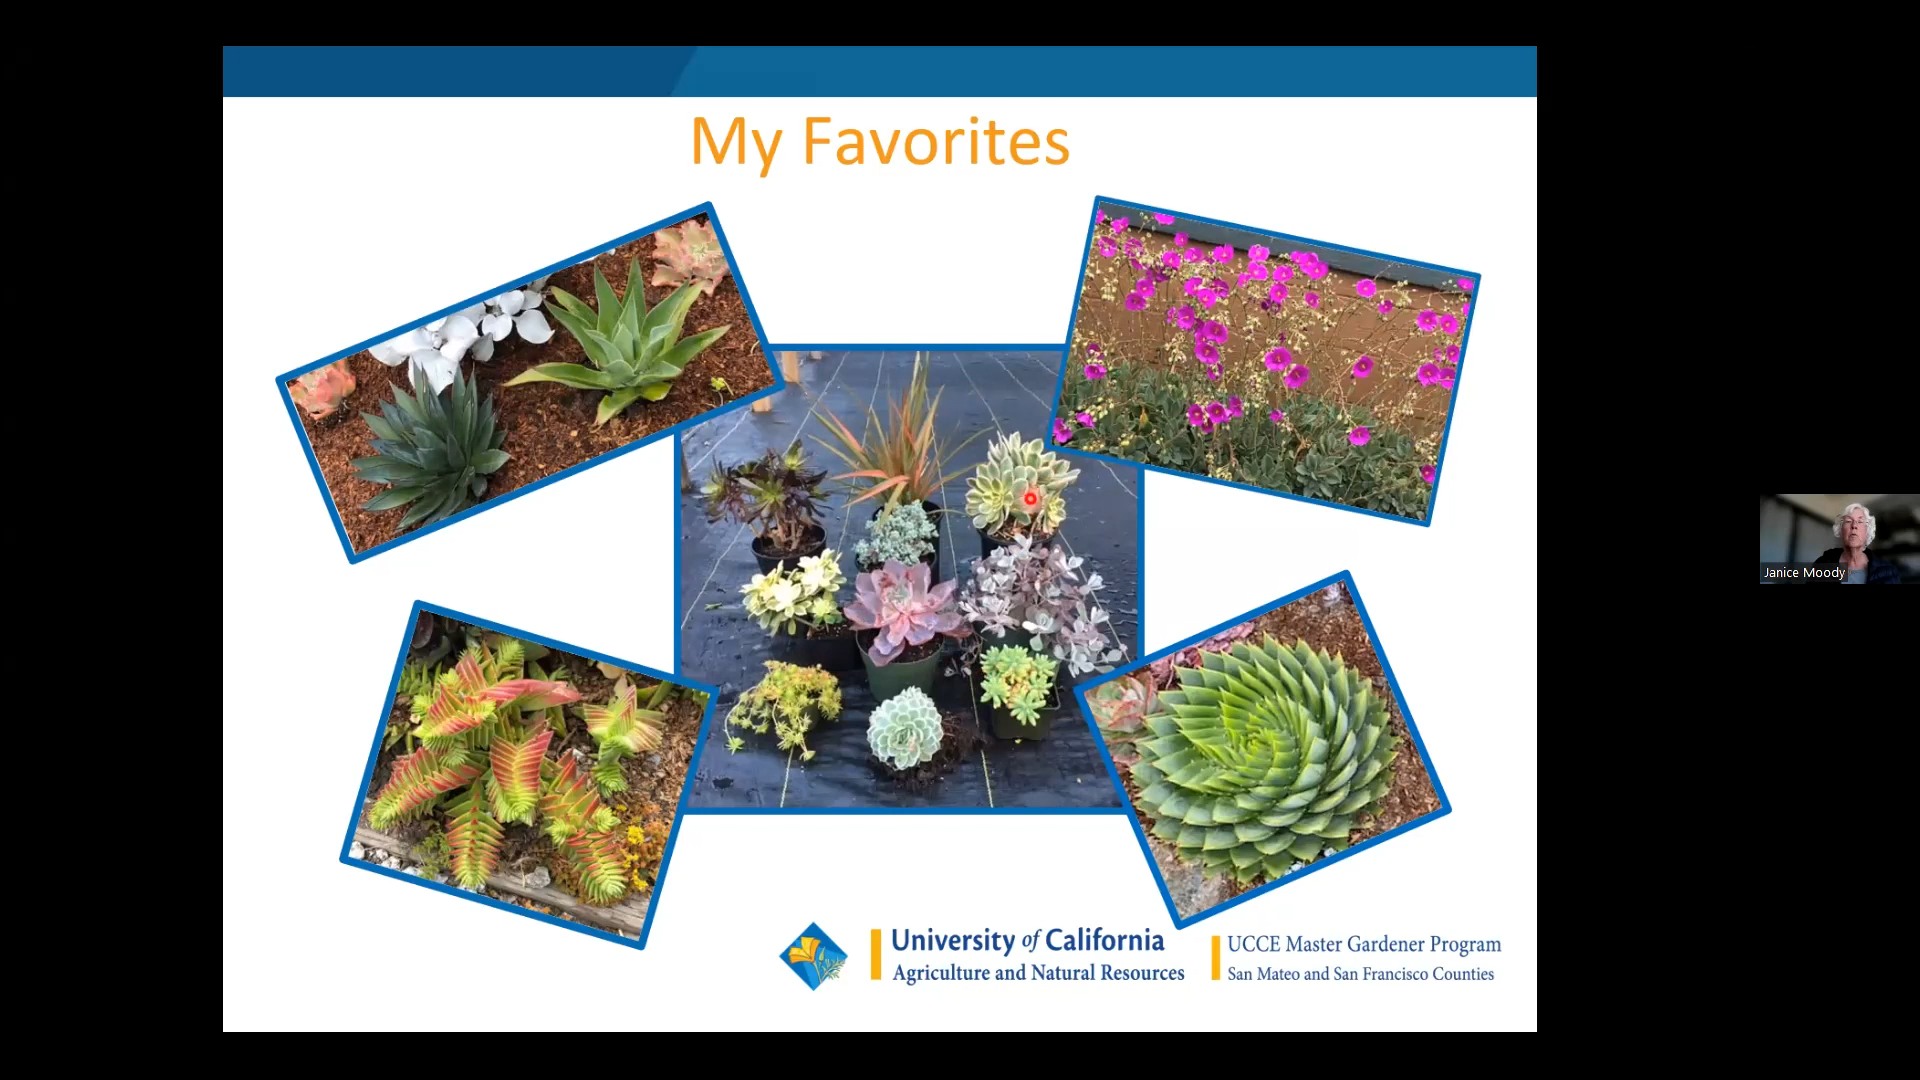 My Favorites
Janice Moody
University of California
Agriculture and Natural Resources
UCCE Master Gardener Program
San Mateo and San Francisco Counties